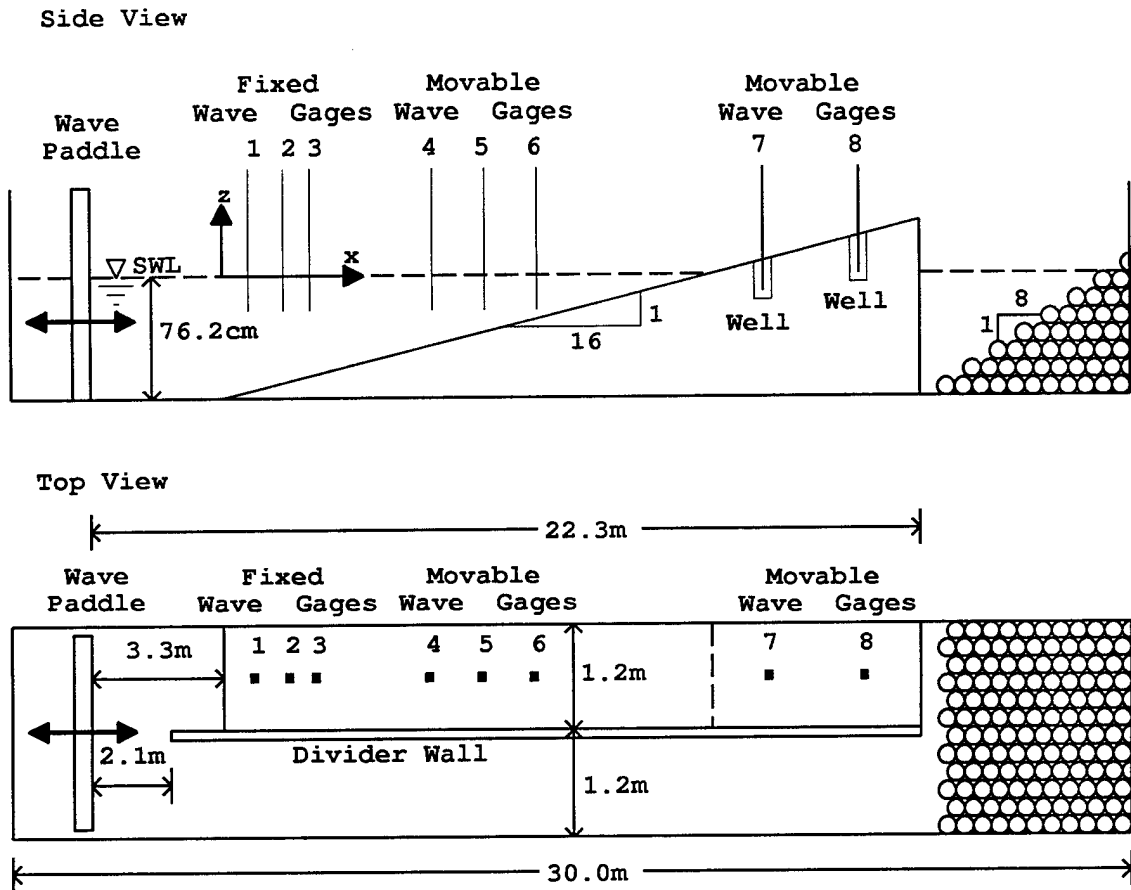 Side View
Fixed
Wave Gages
1 2 3
Movable
Wave Gages
4 5 6
Movable
Wave Gages
7 8
Wave
Paddle
z
x
SWL
76.2cm
1
16
Well
Well
8
1
Top View
22.3m
Wave
Paddle
Fixed
Wave Gages
Movable
Wave Gages
Movable
Wave Gages
3.3m
1 2 3
4 5 6
7 8
1.2m
2.1m
Divider Wall
1.2m
30.0m